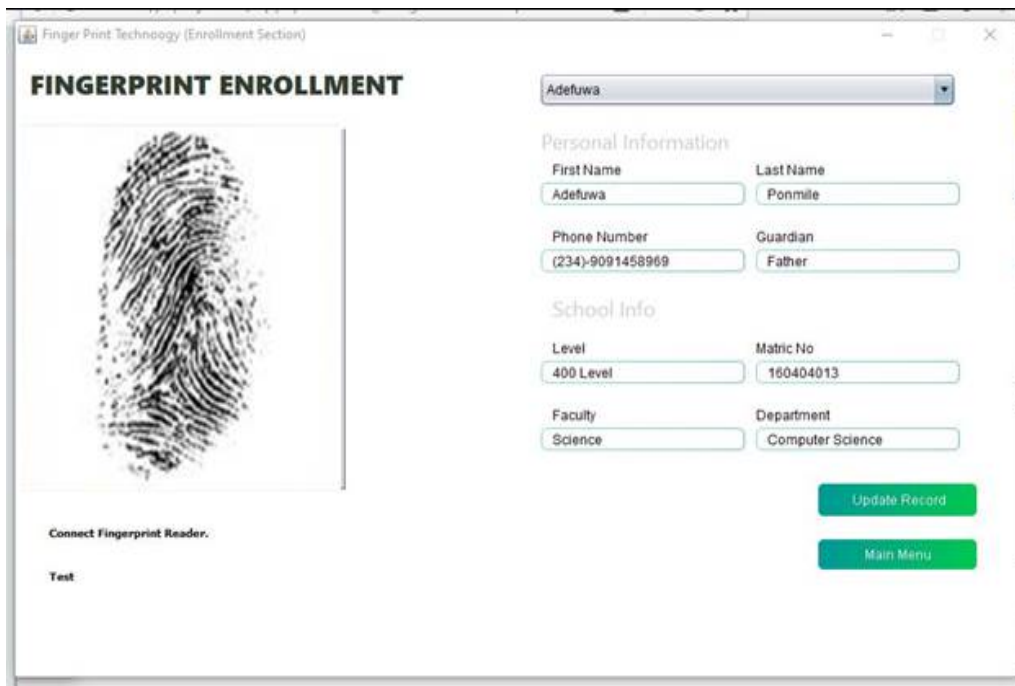 Finger Print Technoogy (Enrollment Section)
FINGERPRINT ENROLLMENT
Adefuwa
Personal Information
First Name Last Name
Adefuwa Ponmile
Phone Number Guardian
(234)-9091458969 Father
School Info
Level Matric No
400 Level 160404013
Faculty Department
Science Computer Science
Update Record
Connect Fingerprint Reader.
Main Menu
Test